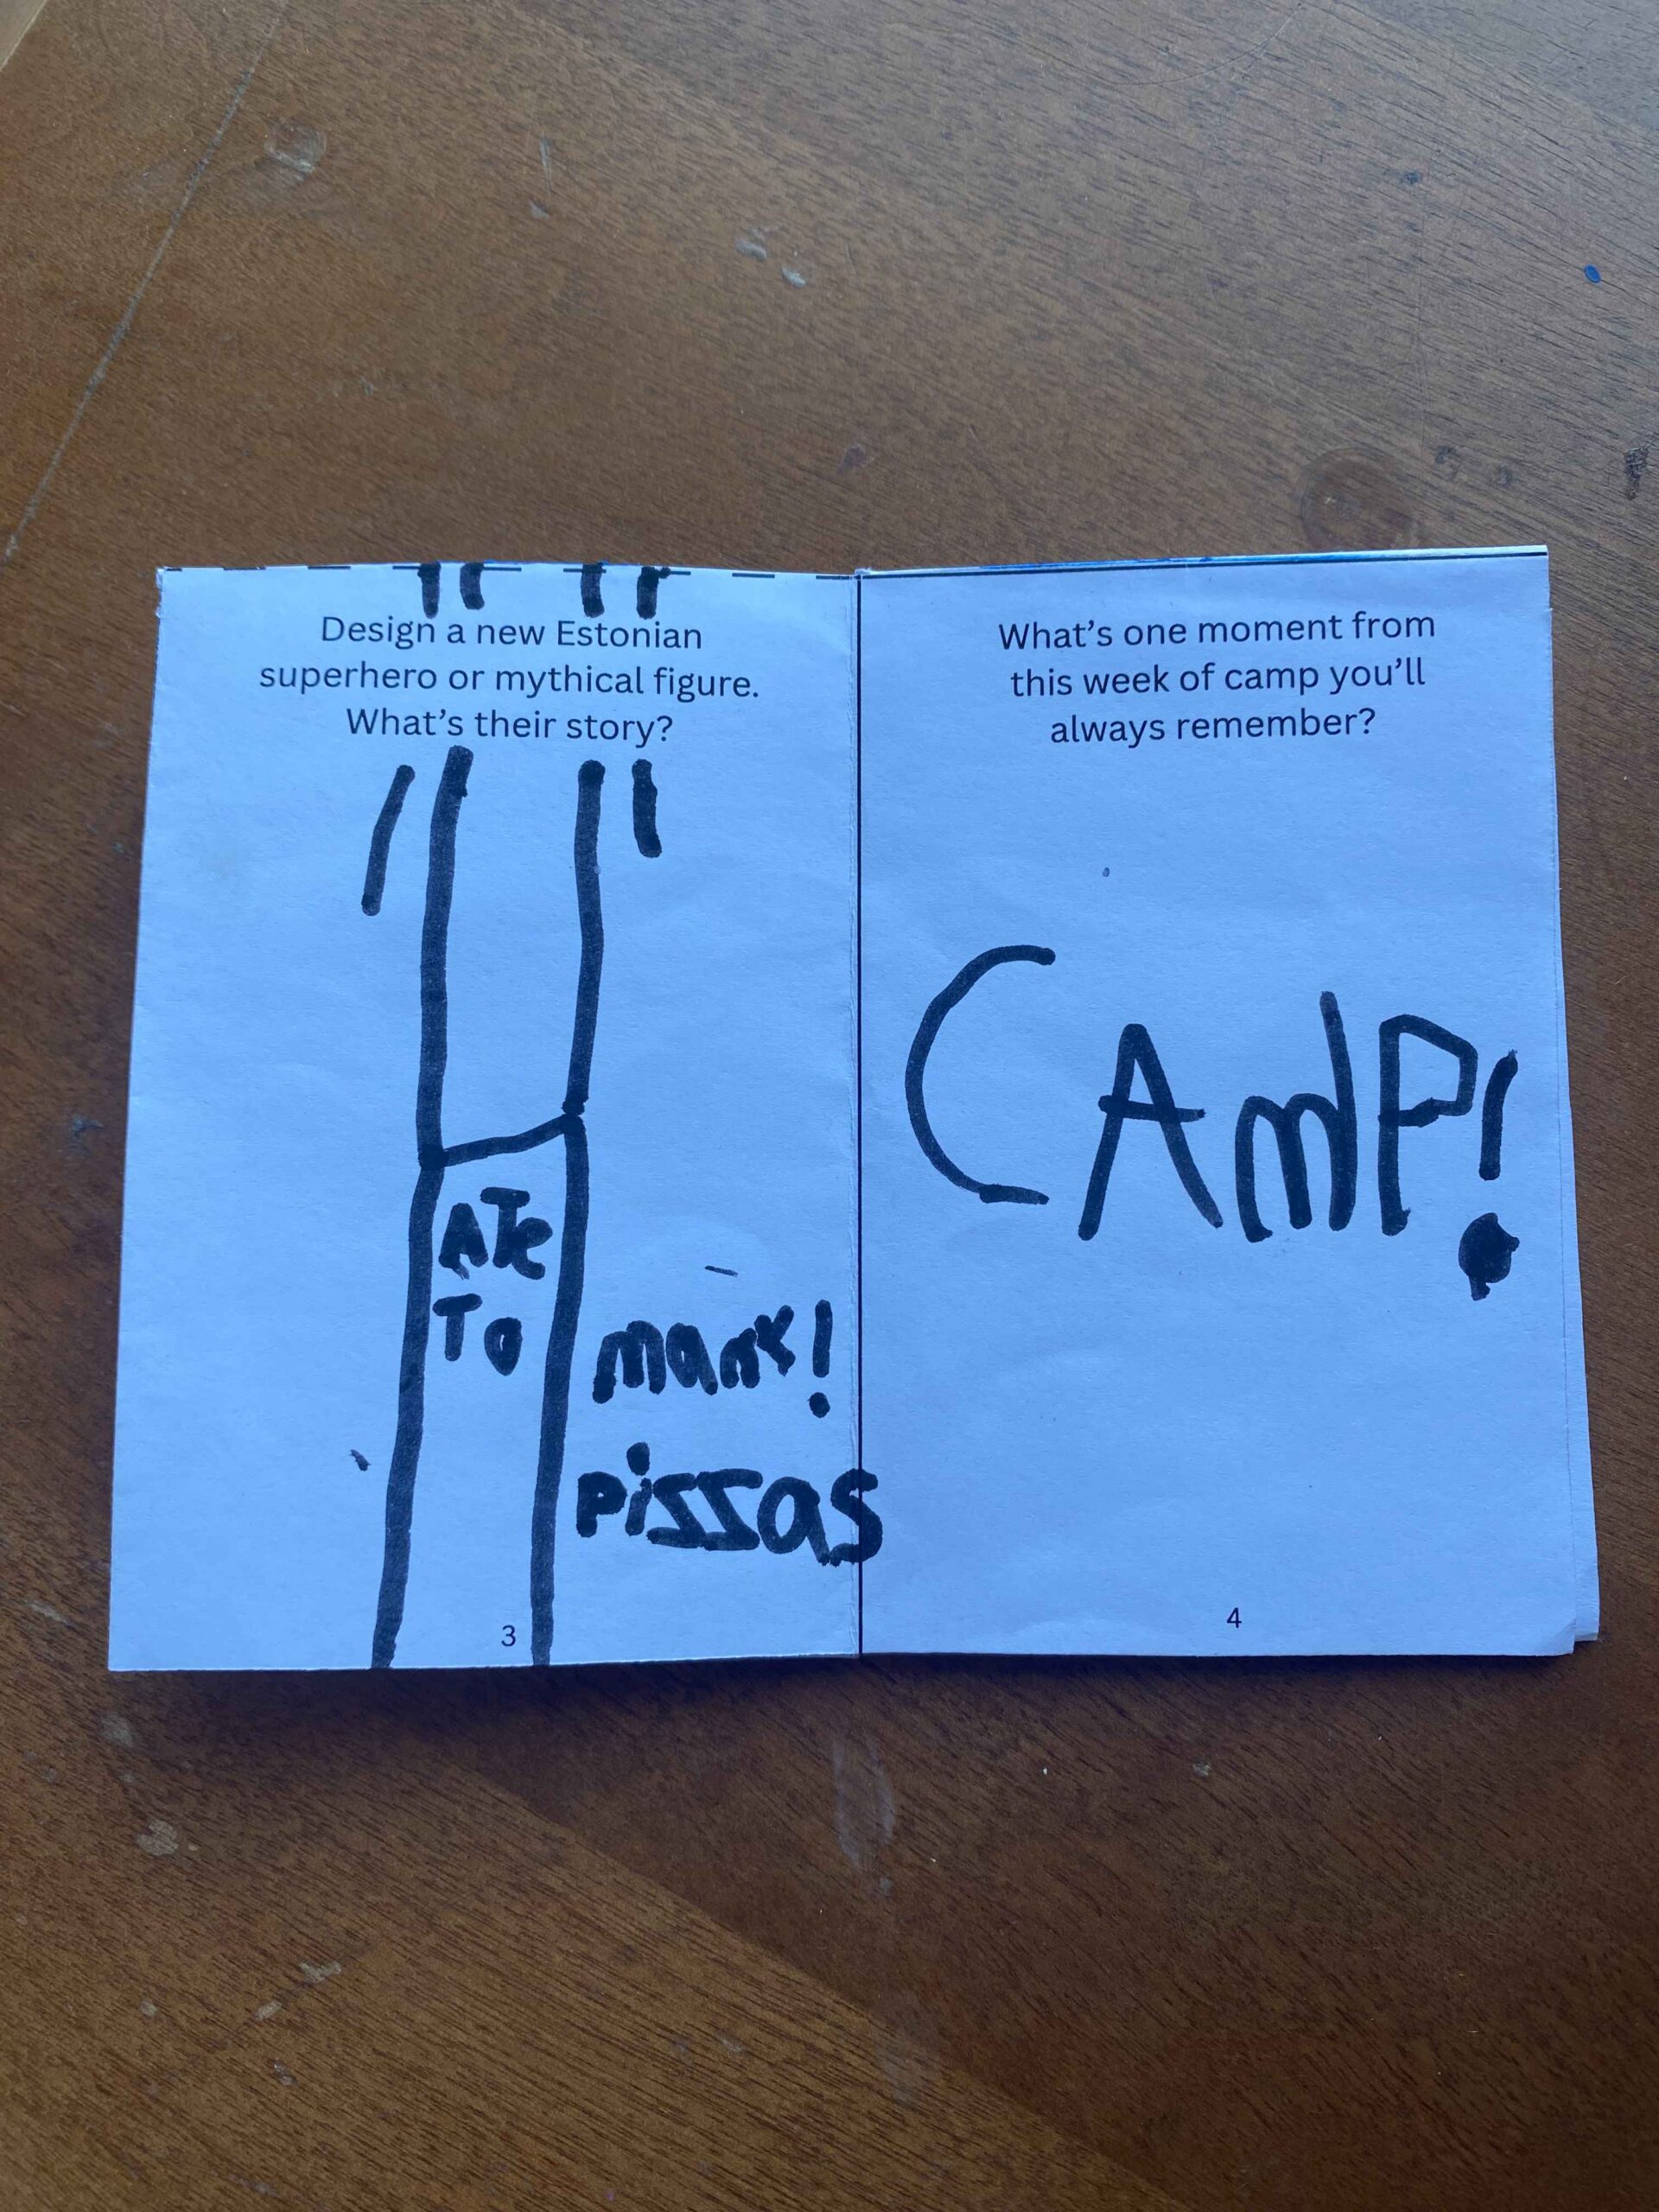 Design a new Estonian
superhero or mythical figure.
What's their story?
ATe
To many!
pizzas
3
What's one moment from
this week of camp you'll
always remember?
CAmP!
4